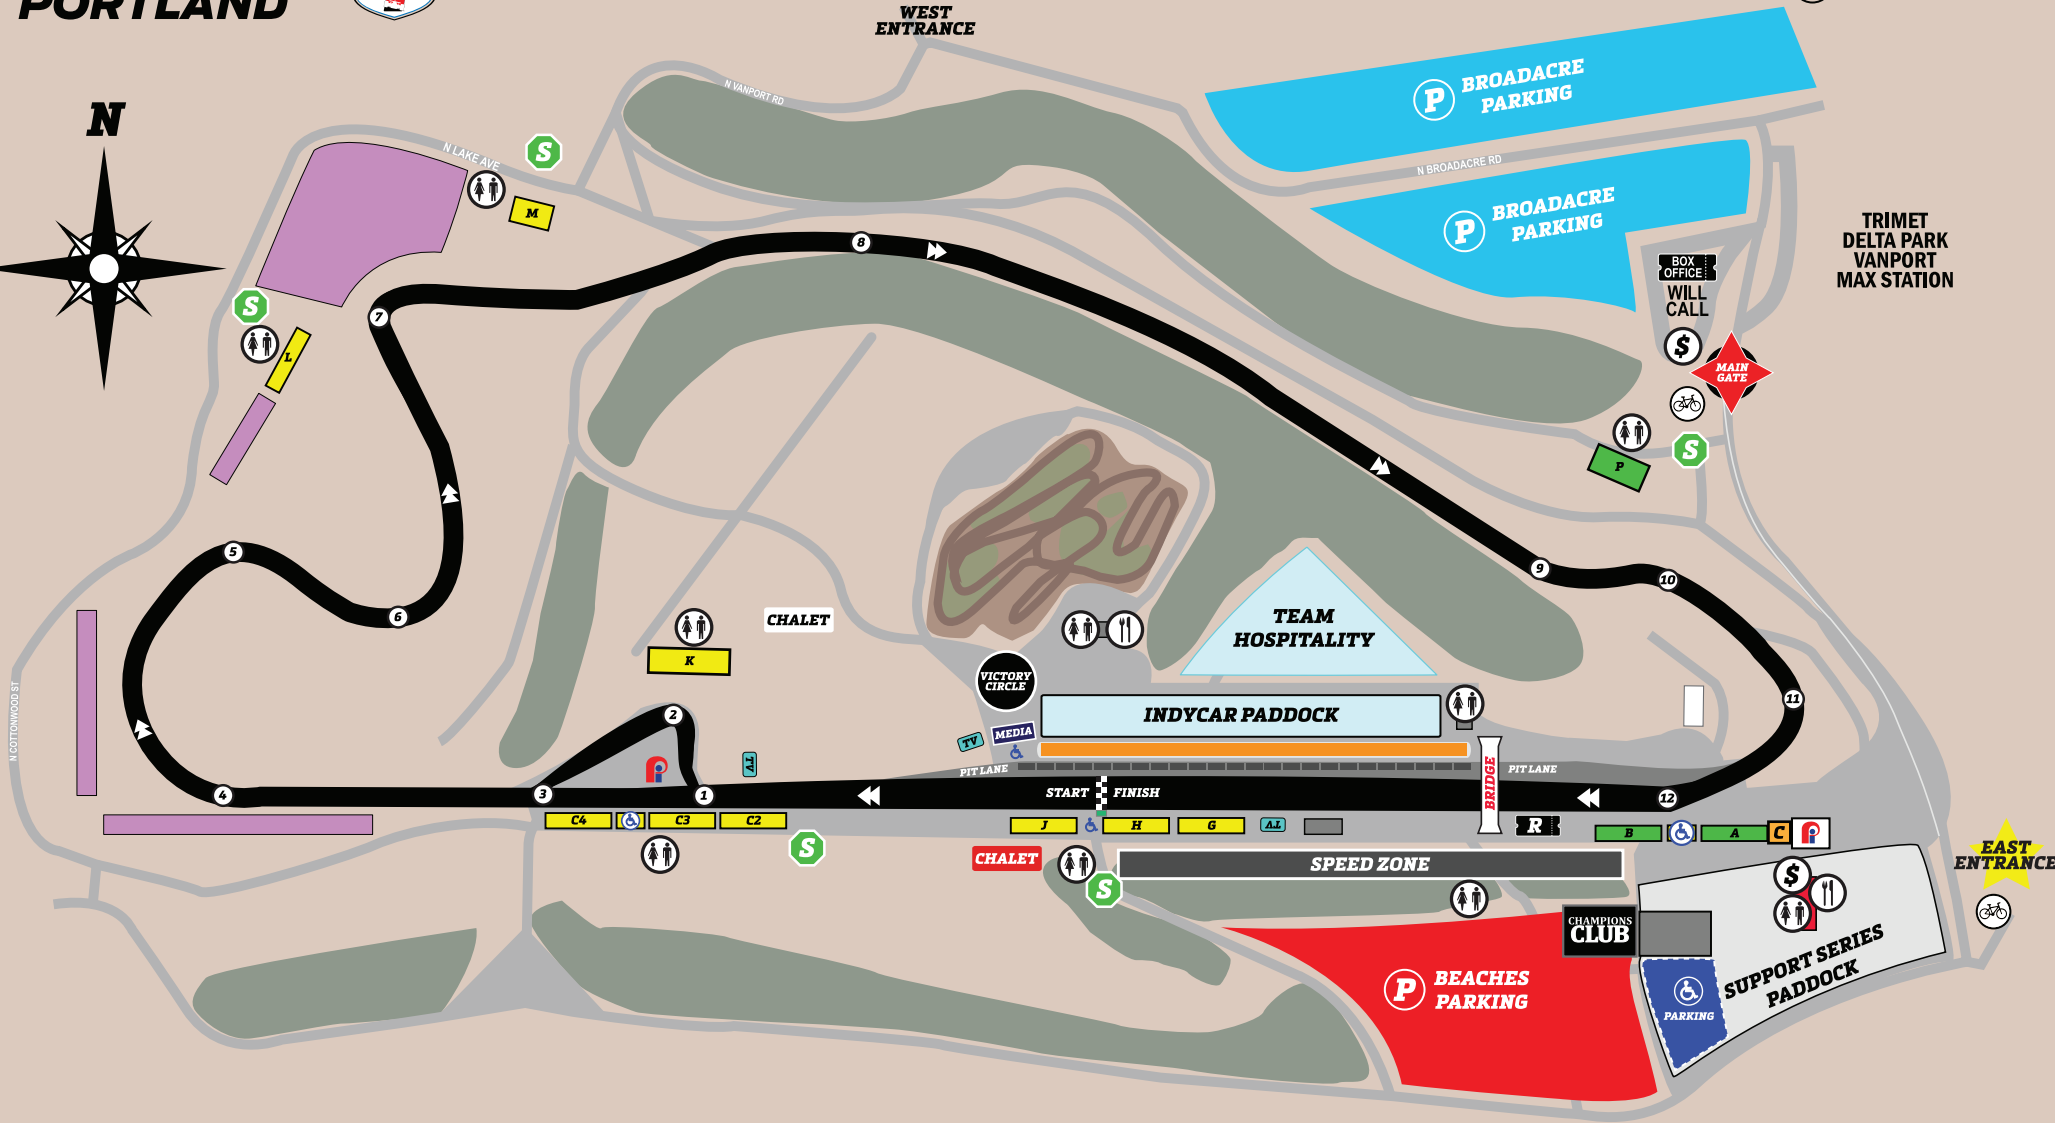 PORTLAND
WEST
ENTRANCE
N
N VANPORT RD
P BROADACRE
PARKING
N LAKE AVE
S
M
N BROADACRE RD
P BROADACRE
PARKING
TRIMET
DELTA PARK
VANPORT
MAX STATION
8
BOX
OFFICE
WILL
CALL
S
7
$
L
MAIN
GATE
S
P
5
9
10
6
CHALET
TEAM
HOSPITALITY
K
VICTORY
CIRCLE
N COTTONWOOD ST
2
INDYCAR PADDOCK
11
MEDIA
TV
TV
PIT LANE
PIT LANE
BRIDGE
4
3
1
START
FINISH
12
C4
C3
C2
J
H
G
TV
R
B
A
C
S
CHALET
SPEED ZONE
EAST
ENTRANCE
S
$
CHAMPIONS
CLUB
P BEACHES
PARKING
SUPPORT SERIES
PADDOCK
PARKING